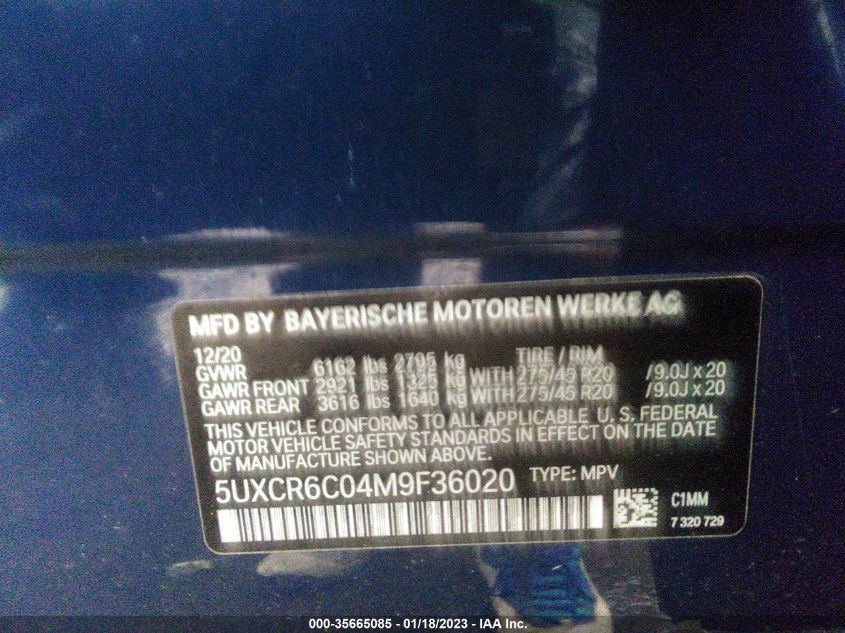 MFD BY BAYERISCHE MOTOREN WERKE AG
12/20 TIRE / RIM
GVWR 6162 lbs 2795 kg
GAWR FRONT 2921 lbs 1325 kg WITH 275/45 R20 /9.0J x 20
GAWR REAR 3616 lbs 1640 kg WITH 275/45 R20 /9.0J x 20
THIS VEHICLE CONFORMS TO ALL APPLICABLE U. S. FEDERAL
MOTOR VEHICLE SAFETY STANDARDS IN EFFECT ON THE DATE
OF MANUFACTURE SHOWN ABOVE.
5UXCR6C04M9F36020 TYPE: MPV
C1MM
7 320 729
000-35665085 - 01/18/2023 - IAA Inc.